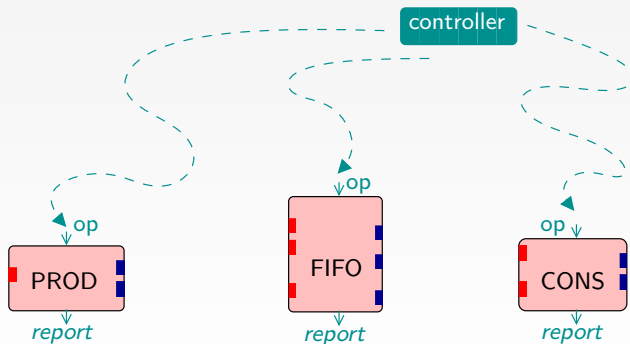 controller
op
op
op
PROD
FIFO
CONS
report
report
report